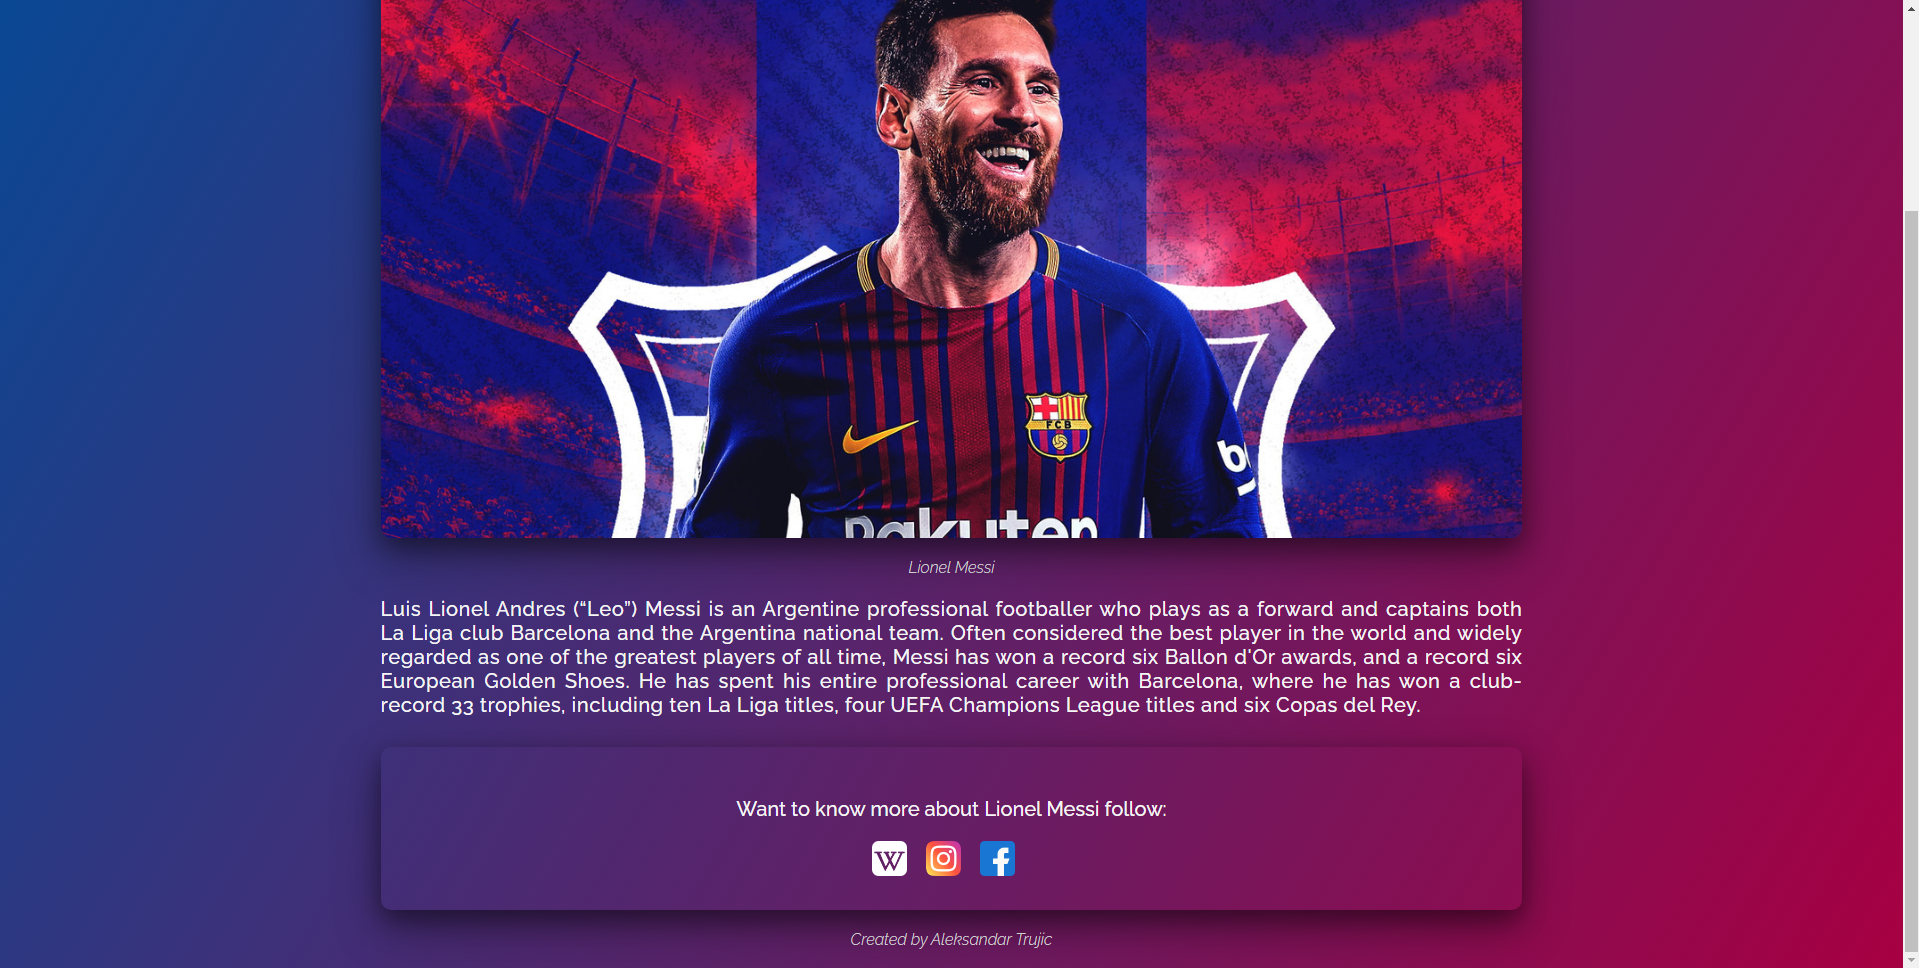 FCB
Rakuten
Lionel Messi
Luis Lionel Andres (“Leo”) Messi is an Argentine professional footballer who plays as a forward and captains both
La Liga club Barcelona and the Argentina national team. Often considered the best player in the world and widely
regarded as one of the greatest players of all time, Messi has won a record six Ballon d'Or awards, and a record six
European Golden Shoes. He has spent his entire professional career with Barcelona, where he has won a club-
record 33 trophies, including ten La Liga titles, four UEFA Champions League titles and six Copas del Rey.
Want to know more about Lionel Messi follow:
W
Created by Aleksandar Trujic